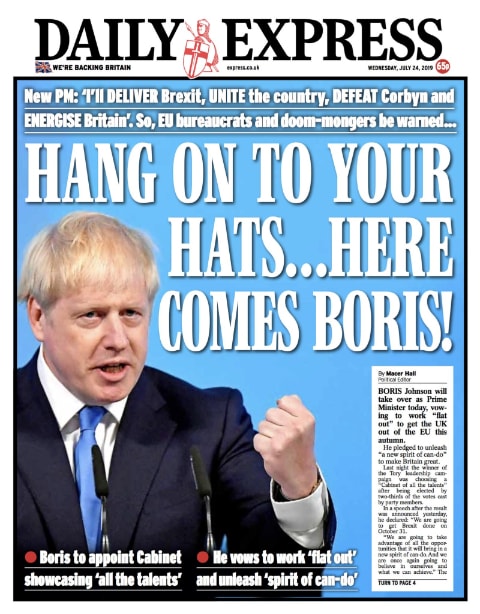 DAILY EXPRESS
WE'RE BACKING BRITAIN
express.co.uk
WEDNESDAY, JULY 24, 2019
65p
New PM: 'I'll DELIVER Brexit, UNITE the country, DEFEAT Corbyn and
ENERGISE Britain'. So, EU bureaucrats and doom-mongers be warned...
HANG ON TO YOUR
HATS...HERE
COMES BORIS!
By Macer Hall
Political Editor
BORIS Johnson will
take over as Prime
Minister today, vow-
ing to work "flat
out" to get the UK
out of the EU this
autumn.
He pledged to unleash
"a new spirit of can-do"
to make Britain great.
Last night the winner of
the Tory leadership cam-
paign was choosing a
"Cabinet of all the talents"
after being elected by
two-thirds of the votes cast
by party members.
In a speech after the result
was announced yesterday,
he declared: "We are going
to get Brexit done on
October 31.
"We are going to take
advantage of all the oppor-
tunities that it will bring in a
new spirit of can-do. And we
are once again going to
believe in ourselves and
what we can achieve." The
TURN TO PAGE 4
● Boris to appoint Cabinet
showcasing 'all the talents'
● He vows to work 'flat out'
and unleash 'spirit of can-do'